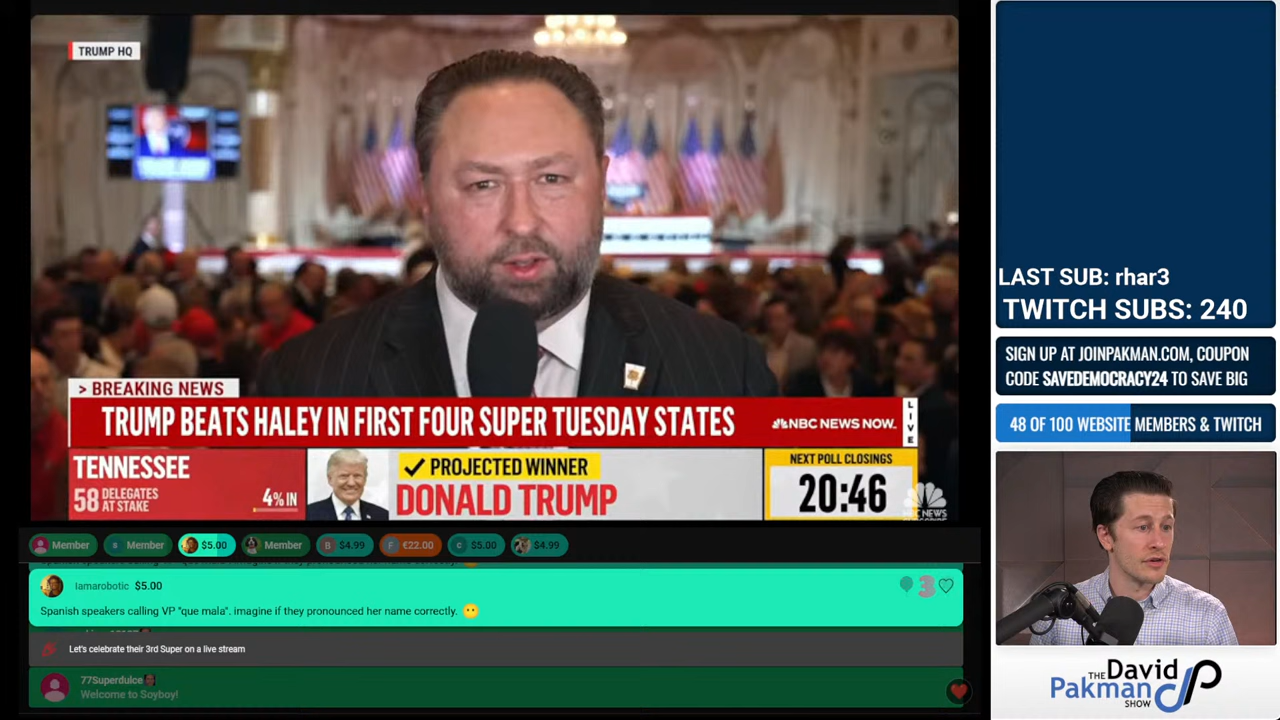 TRUMP HQ
> BREAKING NEWS
TRUMP BEATS HALEY IN FIRST FOUR SUPER TUESDAY STATES
NBC NEWS NOW.
LIVE
TENNESSEE
58 DELEGATES
AT STAKE
4% IN
✓ PROJECTED WINNER
DONALD TRUMP
NEXT POLL CLOSINGS
20:46
NBC NEWS
LAST SUB: rhar3
TWITCH SUBS: 240
SIGN UP AT JOINPAKMAN.COM, COUPON
CODE SAVEDEMOCRACY24 TO SAVE BIG
48 OF 100 WEBSITE MEMBERS & TWITCH
THE David
Pakman
SHOW
Member
S Member
$5.00
Member
B $4.99
F €22.00
C $5.00
$4.99
Iamarobotic $5.00
3
Spanish speakers calling VP "que mala". imagine if they pronounced her name correctly. 😬
Let's celebrate their 3rd Super on a live stream
77Superdulce
Welcome to Soyboy!